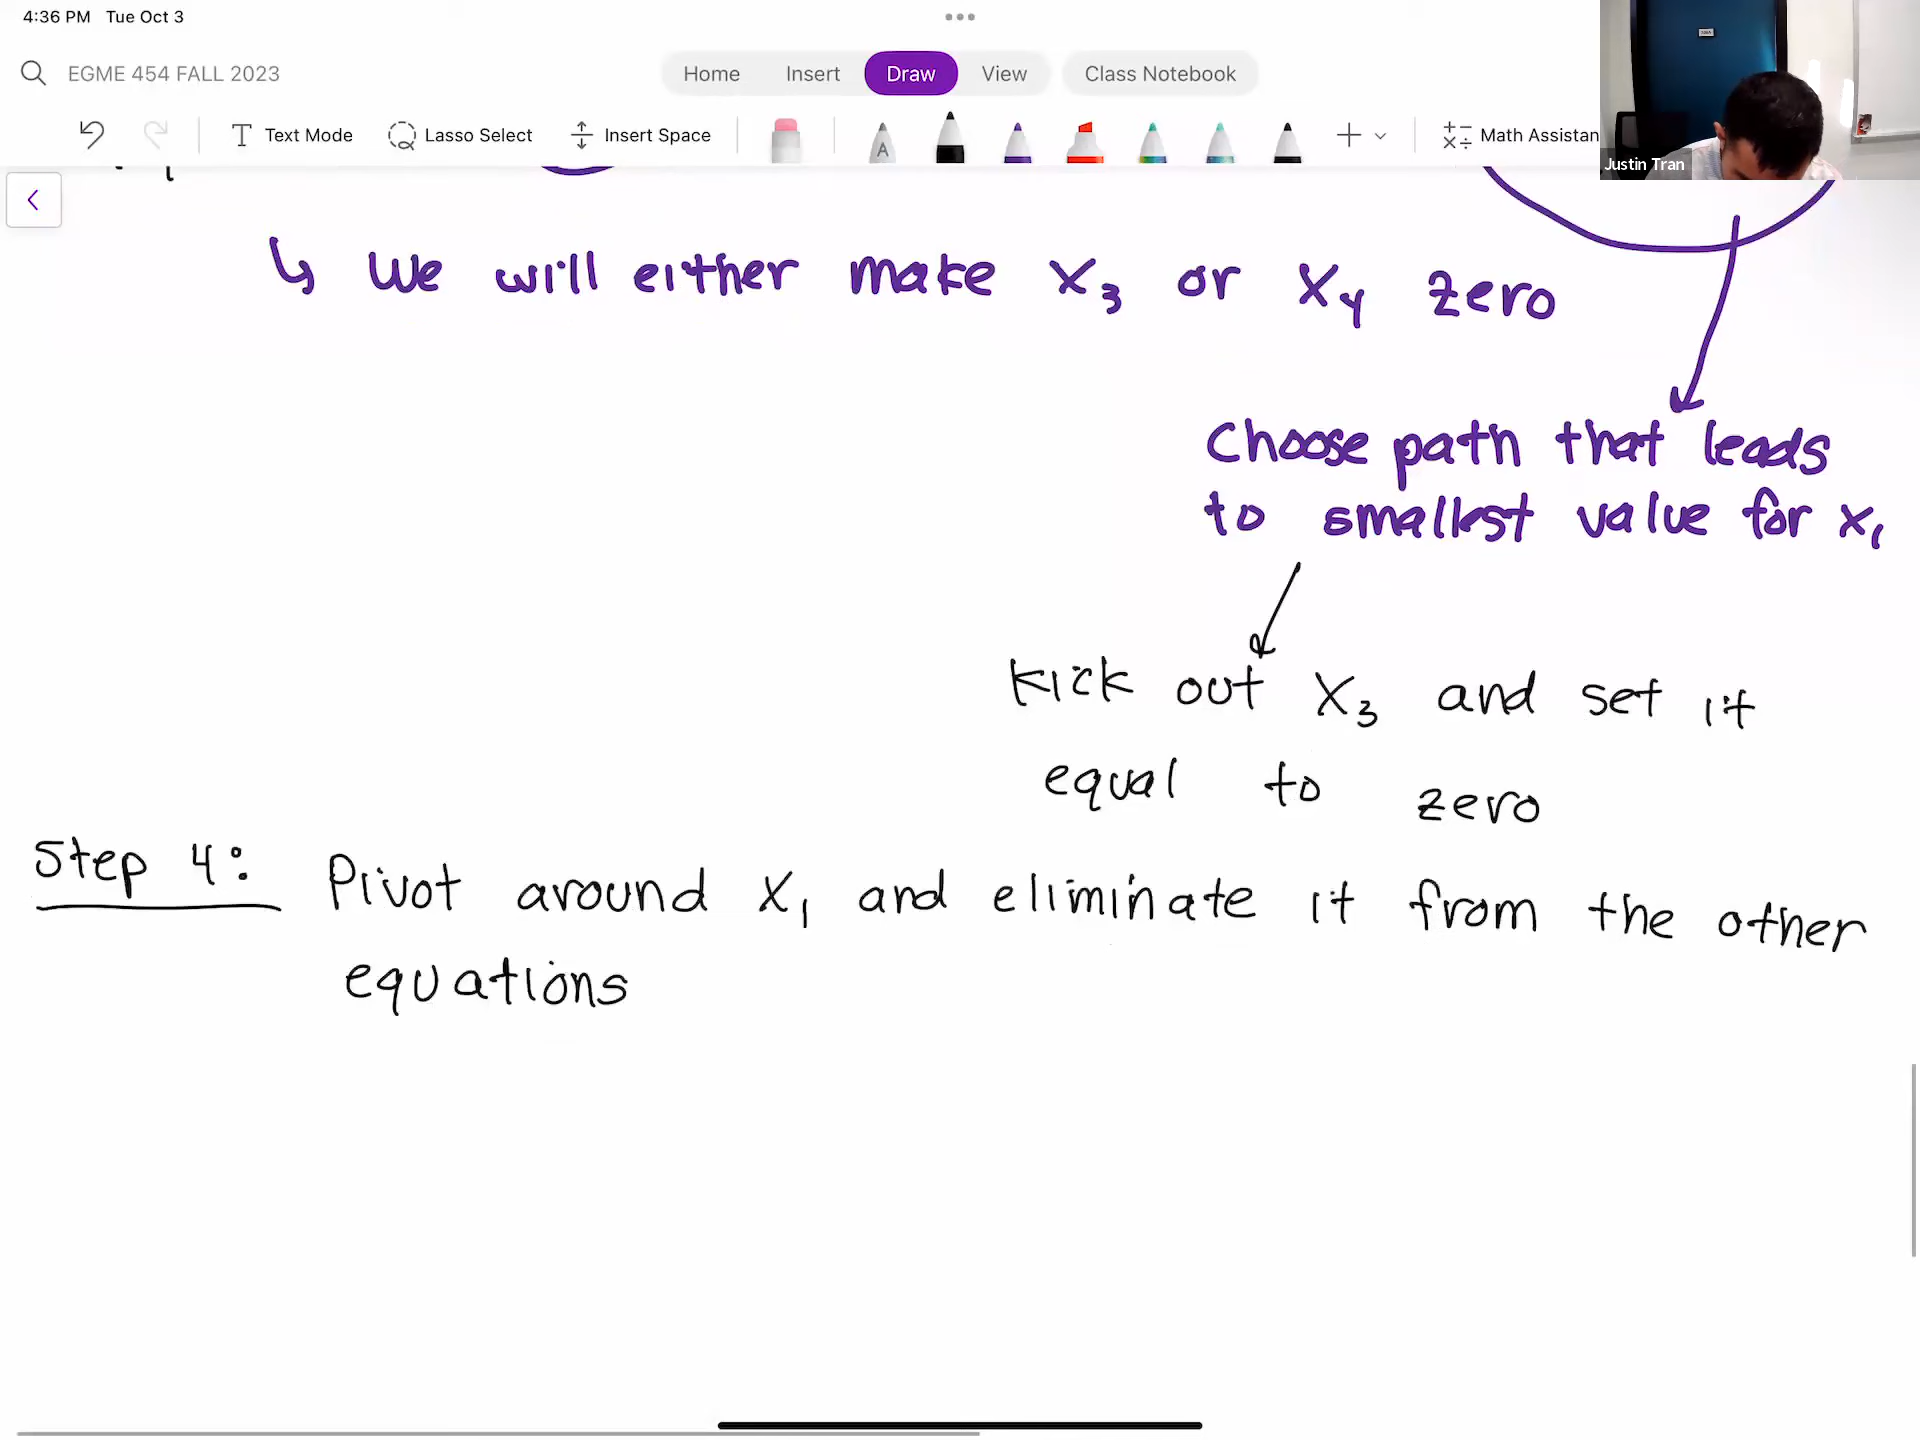 4:36 PM Tue Oct 3
EGME 454 FALL 2023
Home Insert Draw View Class Notebook
Text Mode Lasso Select Insert Space A Math Assistan
Justin Tran
↳ We will either make x₃ or x₄ zero
Choose path that leads
to smallest value for x₁
Kick out x₃ and set it
equal to zero
Step 4: Pivot around x₁ and eliminate it from the other
equations